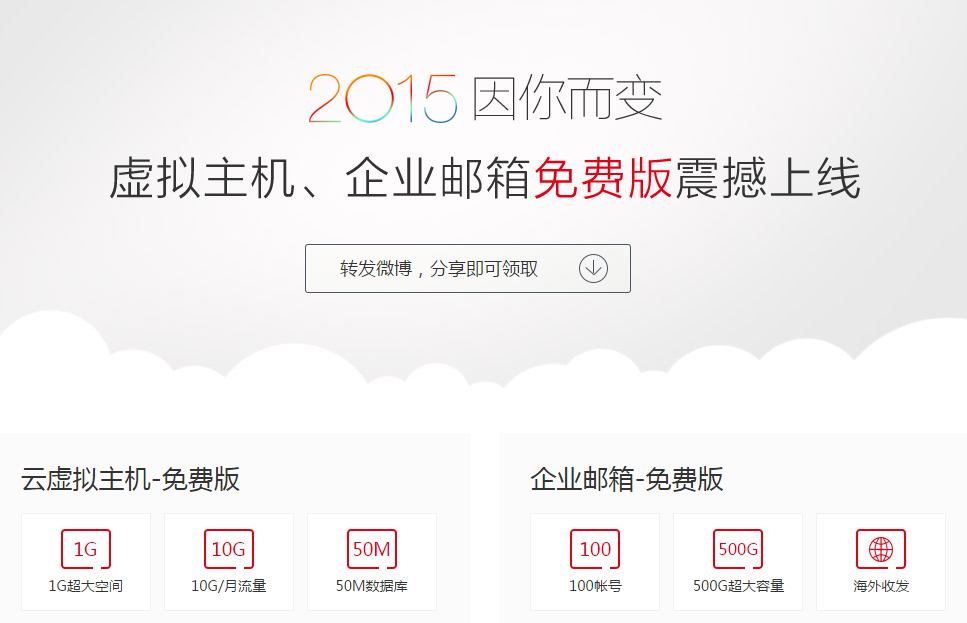 2015 因你而变
虚拟主机、企业邮箱免费版震撼上线
转发微博，分享即可领取
云虚拟主机-免费版
1G
1G超大空间
10G
10G/月流量
50M
50M数据库
企业邮箱-免费版
100
100帐号
500G
500G超大容量
海外收发